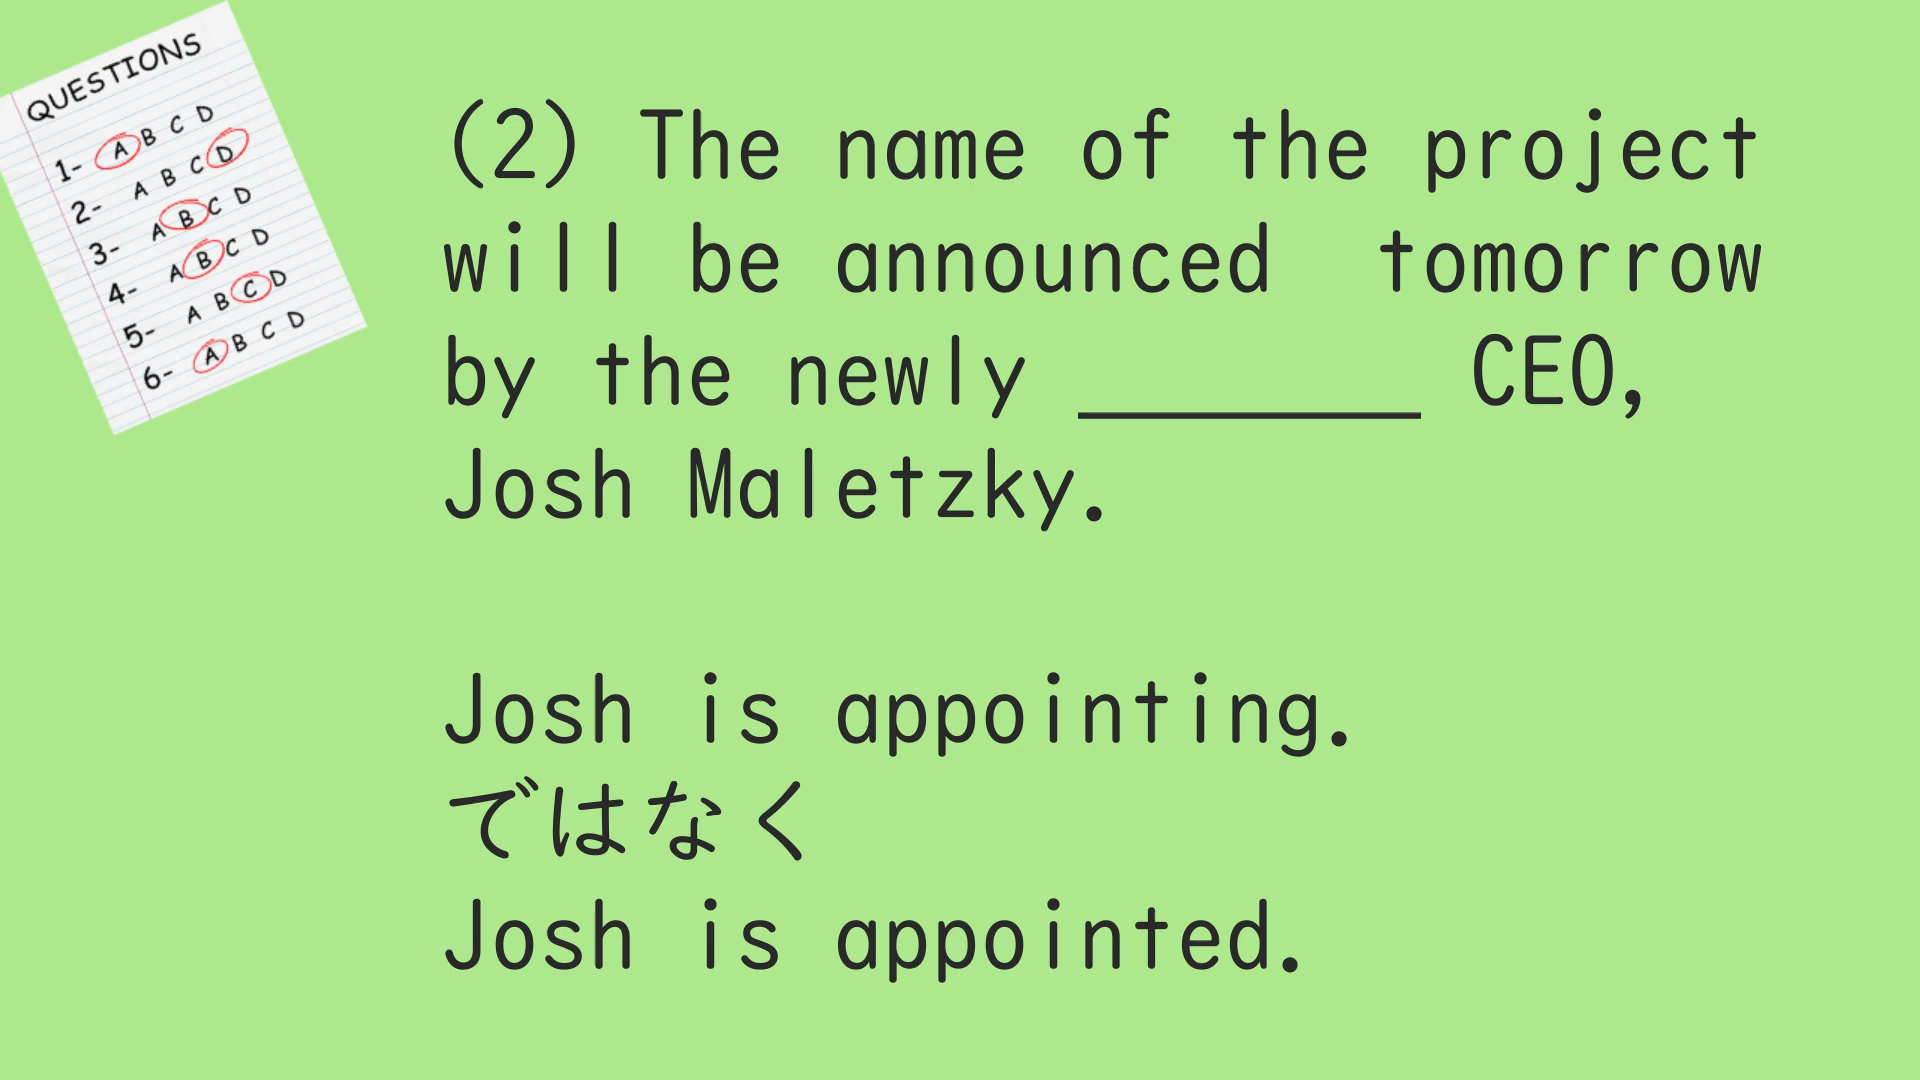 QUESTIONS
1- A B C D
2- A B C D
3- A B C D
4- A B C D
5- A B C D
6- A B C D
(2) The name of the project
will be announced  tomorrow
by the newly _______ CEO,
Josh Maletzky.
Josh is appointing.
ではなく
Josh is appointed.